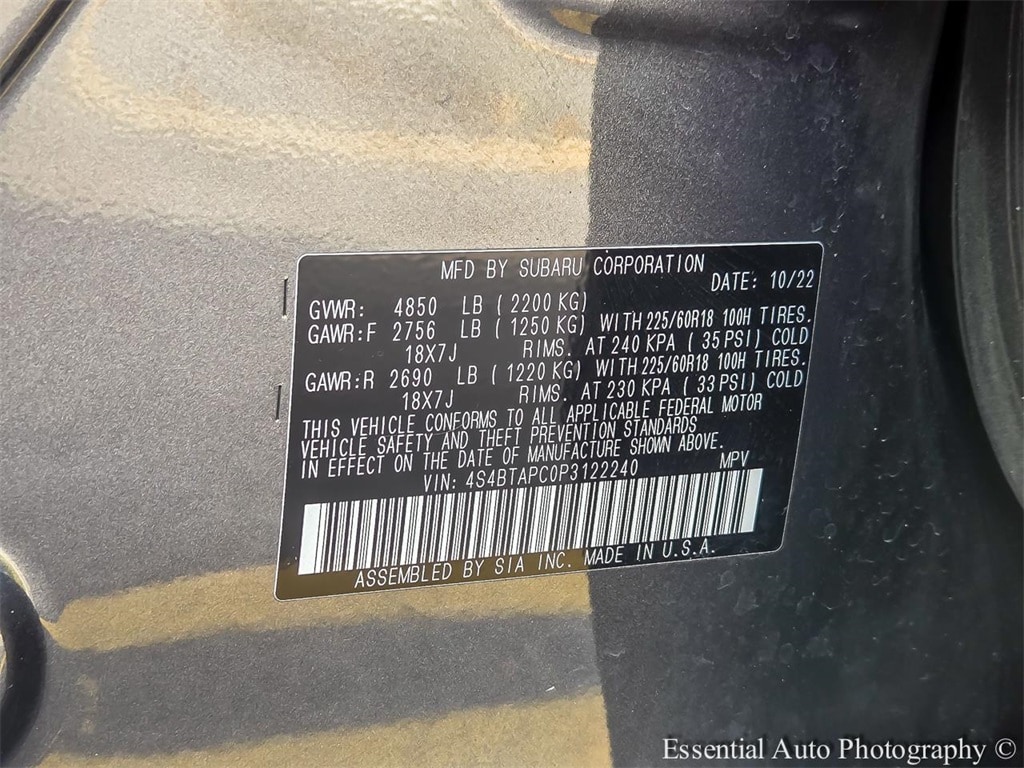 MFD BY SUBARU CORPORATION
DATE: 10/22
GVWR: 4850 LB ( 2200 KG)
GAWR:F 2756 LB ( 1250 KG) WITH 225/60R18 100H TIRES.
18X7J RIMS. AT 240 KPA ( 35 PSI) COLD
GAWR:R 2690 LB ( 1220 KG) WITH 225/60R18 100H TIRES.
18X7J RIMS. AT 230 KPA ( 33 PSI) COLD
THIS VEHICLE CONFORMS TO ALL APPLICABLE FEDERAL MOTOR
VEHICLE SAFETY AND THEFT PREVENTION STANDARDS
IN EFFECT ON THE DATE OF MANUFACTURE SHOWN ABOVE.
VIN: 4S4BTAPC0P3122240 MPV
ASSEMBLED BY SIA INC. MADE IN U.S.A.
Essential Auto Photography ©